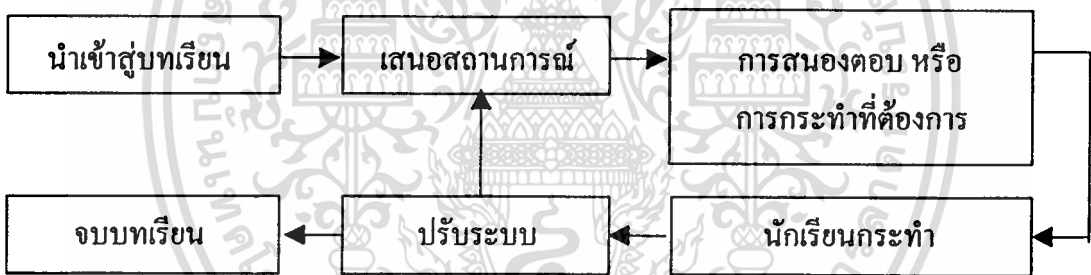 นำเข้าสู่บทเรียน
เสนอสถานการณ์
การสนองตอบ หรือ
การกระทำที่ต้องการ
จบบทเรียน
ปรับระบบ
นักเรียนกระทำ